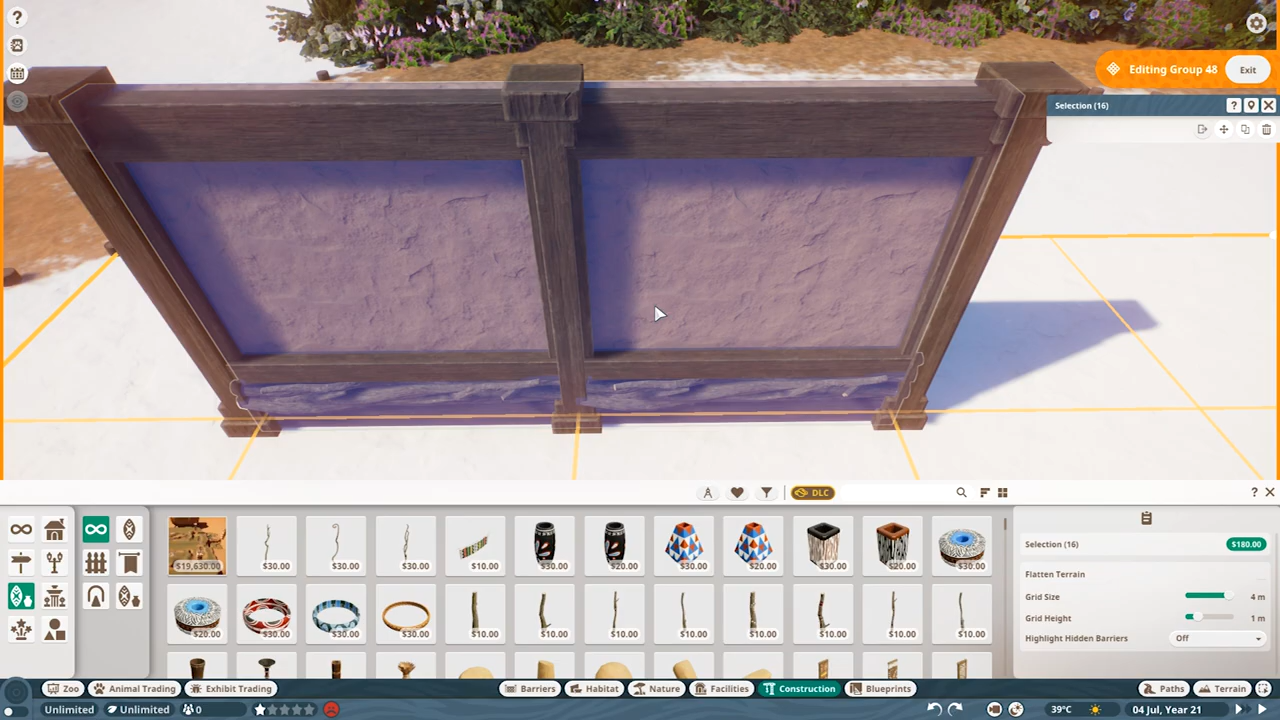 ?
Editing Group 48
Exit
Selection (16)
?
DLC
?
$19,630.00
$30.00
$30.00
$30.00
$10.00
$30.00
$20.00
$30.00
$20.00
$30.00
$20.00
$30.00
$20.00
$30.00
$30.00
$30.00
$10.00
$10.00
$10.00
$10.00
$10.00
$10.00
$10.00
$10.00
Selection (16)
$180.00
Flatten Terrain
Grid Size
4 m
Grid Height
1 m
Highlight Hidden Barriers
Off
Zoo
Animal Trading
Exhibit Trading
Barriers
Habitat
Nature
Facilities
Construction
Blueprints
Paths
Terrain
Unlimited
Unlimited
0
39°C
04 Jul, Year 21